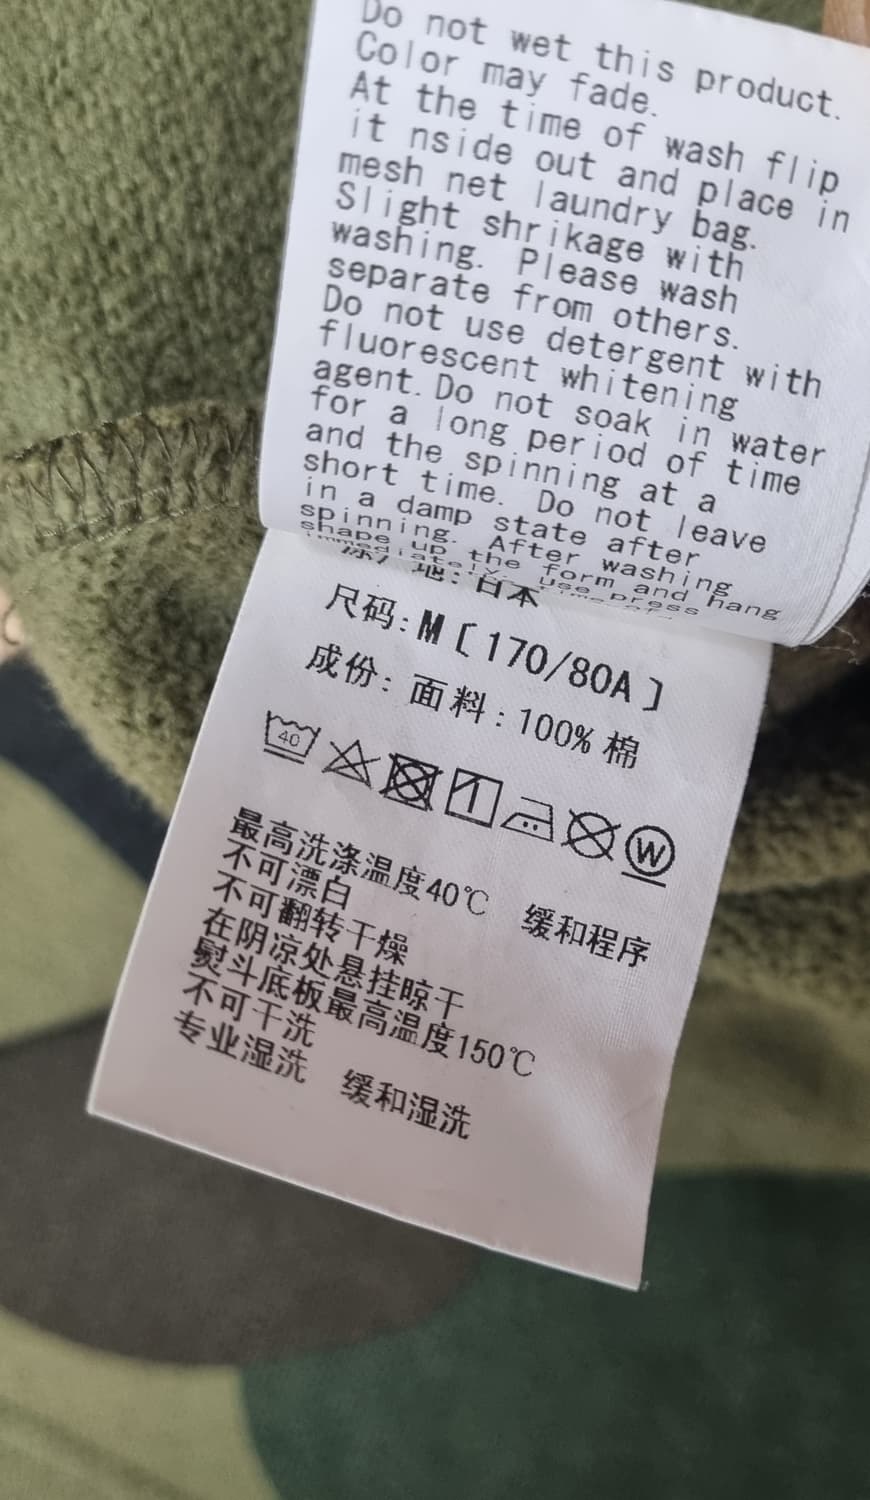 Do not wet this product.
Color may fade.
At the time of wash flip
it nside out and place in
mesh net laundry bag.
Slight shrikage with
washing. Please wash
separate from others.
Do not use detergent with
fluorescent whitening
agent. Do not soak in water
for a long period of time
and the spinning at a
short time. Do not leave
in a damp state after
spinning. After washing
shape up the form and hang
immediately. use press
地: 日本
尺码: M〔170/80A〕
成份: 面料: 100% 棉
40
W
最高洗涤温度40℃ 缓和程序
不可漂白
不可翻转干燥
在阴凉处悬挂晾干
熨斗底板最高温度150℃
不可干洗
专业湿洗 缓和湿洗